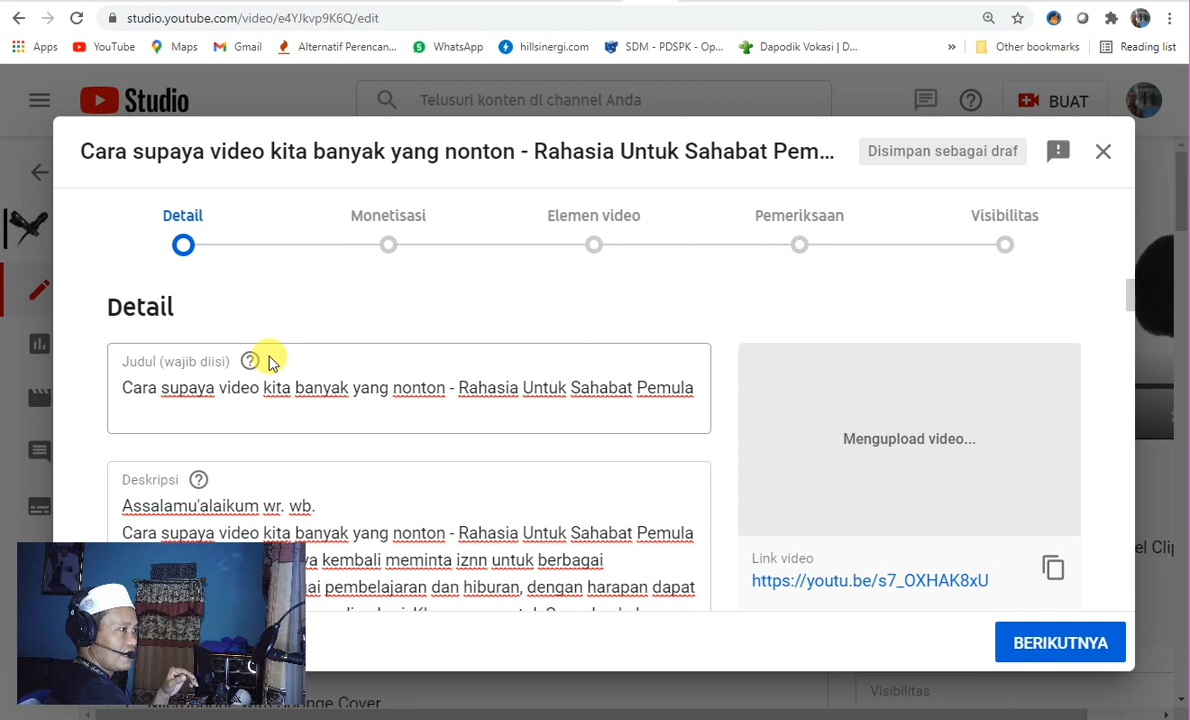 studio.youtube.com/video/e4YJkvp9K6Q/edit
Apps YouTube Maps Gmail Alternatif Perencan... WhatsApp hillsinergi.com SDM - PDSPK - Op... Dapodik Vokasi | D... » Other bookmarks Reading list
Studio Telusuri konten di channel Anda BUAT
Cara supaya video kita banyak yang nonton - Rahasia Untuk Sahabat Pem... Disimpan sebagai draf
Detail Monetisasi Elemen video Pemeriksaan Visibilitas
Detail
Judul (wajib diisi)
Cara supaya video kita banyak yang nonton - Rahasia Untuk Sahabat Pemula
Mengupload video...
Deskripsi
Assalamu'alaikum wr. wb.
Cara supaya video kita banyak yang nonton - Rahasia Untuk Sahabat Pemula
kembali meminta iznn untuk berbagai
pembelajaran dan hiburan, dengan harapan dapat
Link video
https://youtu.be/s7_OXHAK8xU
BERIKUTNYA
Visibilitas
Cover